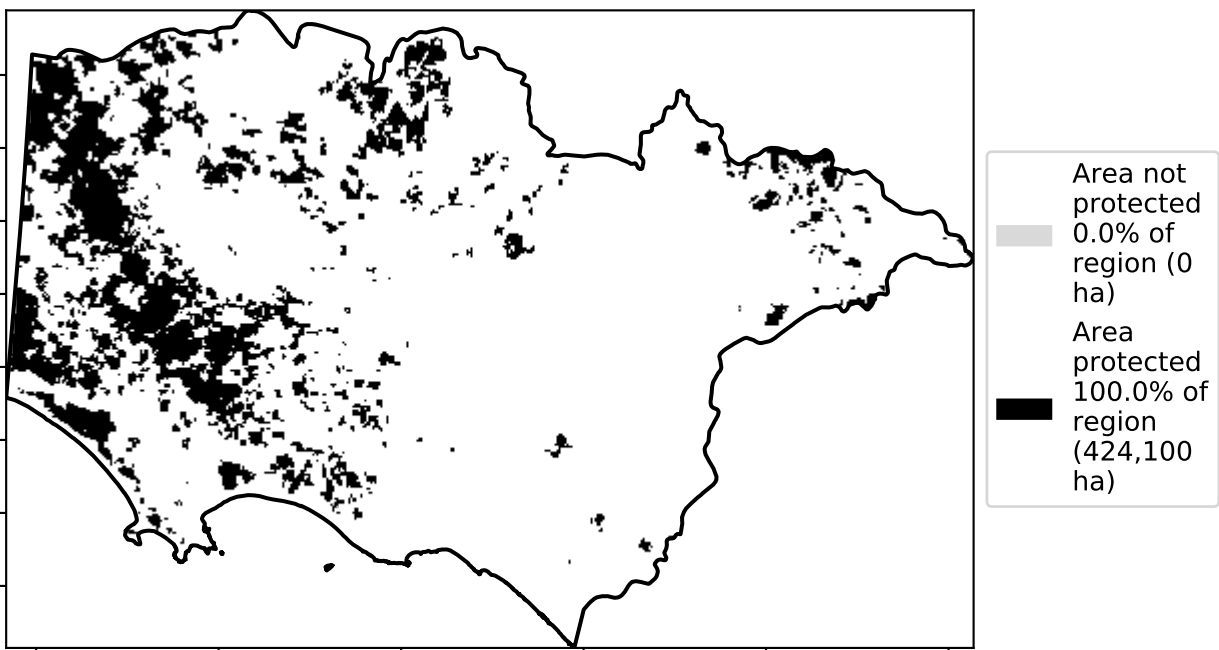 Area not
protected
0.0% of
region (0
ha)
Area
protected
100.0% of
region
(424,100
ha)